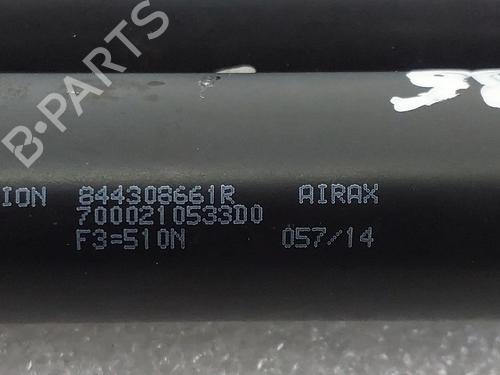 B-PARTS
ION 844308661R AIRAX
7000210533D0
F3=510N 057/14